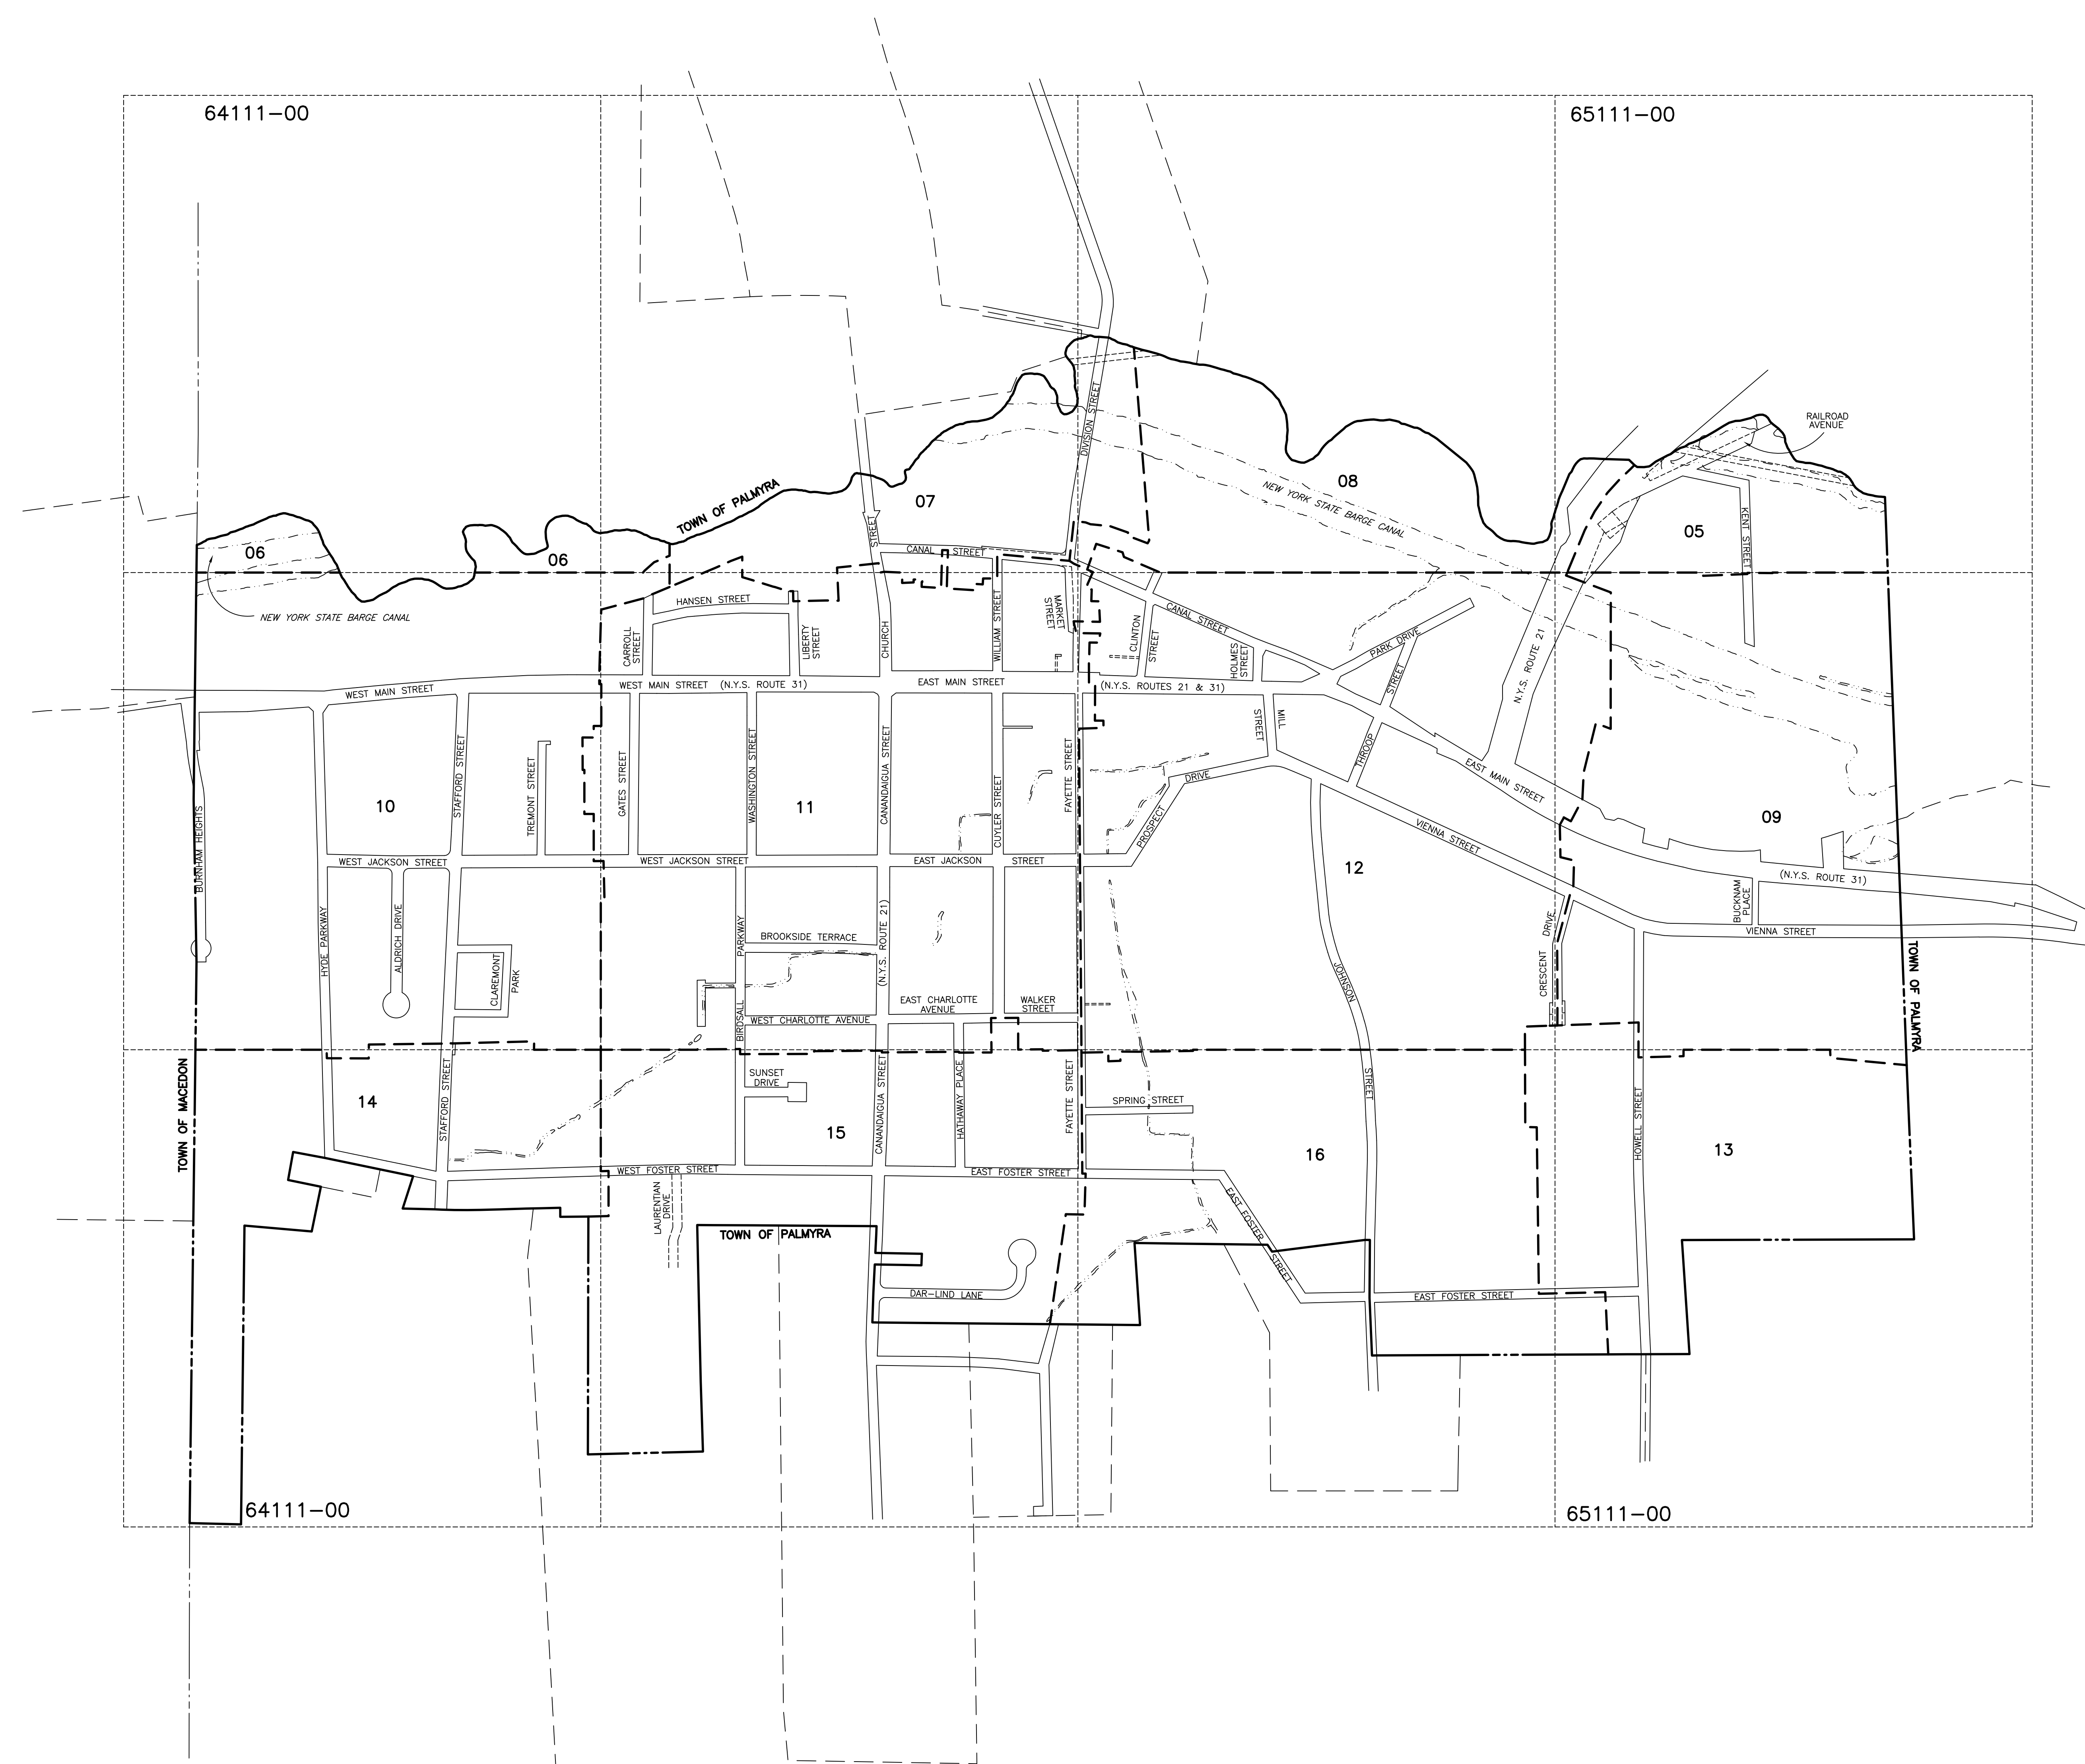 64111-00
65111-00
RAILROAD
AVENUE
08
NEW YORK STATE BARGE CANAL
DIVISION STREET
TOWN OF PALMYRA
07
05
KENT STREET
06
06
NEW YORK STATE BARGE CANAL
STREET
CANAL STREET
HANSEN STREET
CARROLL
STREET
LIBERTY
STREET
CHURCH
WILLIAM STREET
MARKET
STREET
CLINTON
STREET
CANAL STREET
HOLMES
STREET
PARK DRIVE
STREET
N.Y.S. ROUTE 21
WEST MAIN STREET
WEST MAIN STREET (N.Y.S. ROUTE 31)
EAST MAIN STREET
(N.Y.S. ROUTES 21 & 31)
STREET
MILL
THROOP
EAST MAIN STREET
BURNHAM HEIGHTS
10
STAFFORD STREET
TREMONT STREET
GATES STREET
WASHINGTON STREET
11
CANANDAIGUA STREET
CUYLER STREET
FAYETTE STREET
PROSPECT
DRIVE
VIENNA STREET
09
WEST JACKSON STREET
WEST JACKSON STREET
EAST JACKSON STREET
12
(N.Y.S. ROUTE 31)
BUCKNAM
PLACE
VIENNA STREET
HYDE PARKWAY
ALDRICH DRIVE
CLAREMONT
PARK
PARKWAY
BROOKSIDE TERRACE
(N.Y.S. ROUTE 21)
JOHNSON
CRESCENT DRIVE
TOWN OF PALMYRA
EAST CHARLOTTE
AVENUE
WALKER
STREET
BIRDSALL
WEST CHARLOTTE AVENUE
TOWN OF MACEDON
14
STAFFORD STREET
SUNSET
DRIVE
15
CANANDAIGUA STREET
HATHAWAY PLACE
FAYETTE STREET
SPRING STREET
STREET
16
HOWELL STREET
13
WEST FOSTER STREET
EAST FOSTER STREET
LAURENTIAN
DRIVE
EAST FOSTER STREET
TOWN OF PALMYRA
DAR-LIND LANE
EAST FOSTER STREET
64111-00
65111-00